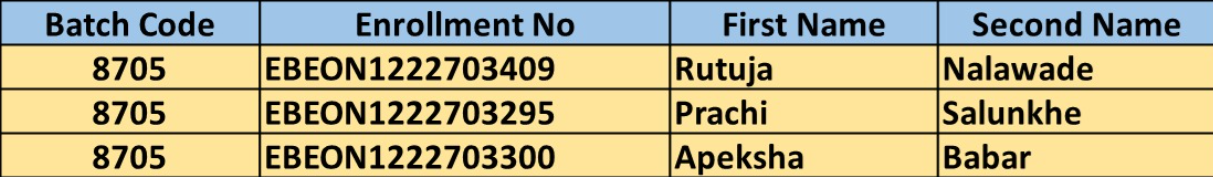 Batch Code Enrollment No First Name Second Name
8705 EBEON1222703409 Rutuja Nalawade
8705 EBEON1222703295 Prachi Salunkhe
8705 EBEON1222703300 Apeksha Babar